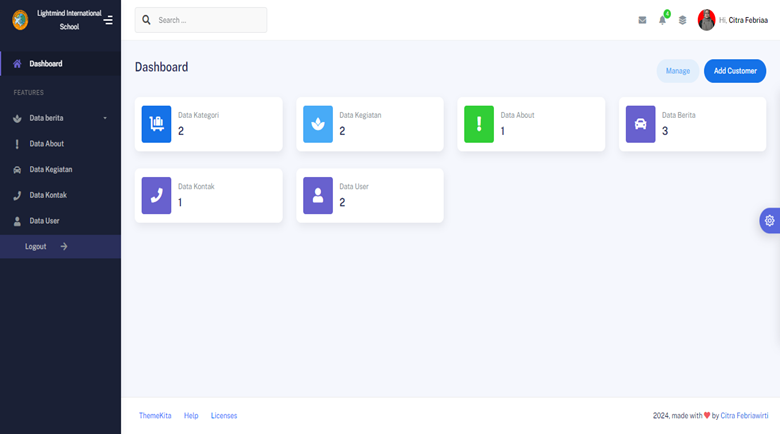 Lightmind International
School
Search ...
4
Hi, Citra Febriaa
Dashboard
FEATURES
Data berita
Data About
Data Kegiatan
Data Kontak
Data User
Logout
Dashboard
Manage
Add Customer
Data Kategori
2
Data Kegiatan
2
Data About
1
Data Berita
3
Data Kontak
1
Data User
2
ThemeKita
Help
Licenses
2024, made with by Citra Febriawirti